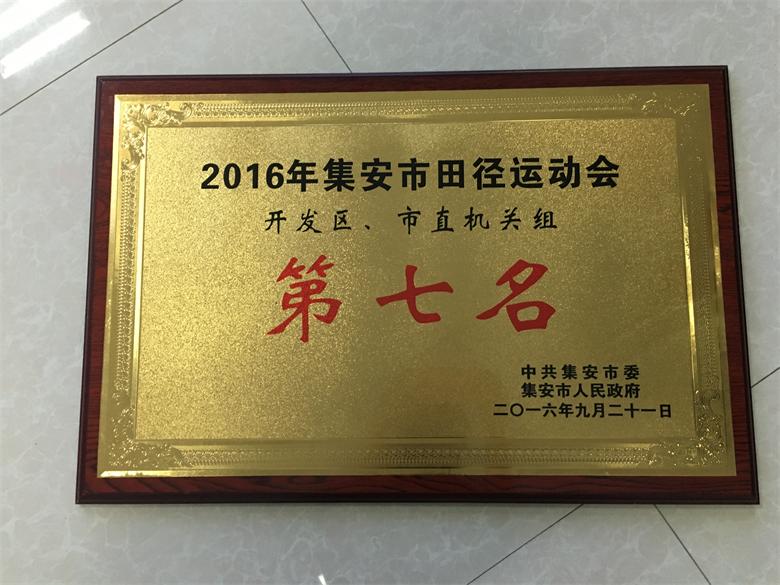 2016年集安市田径运动会
开发区、市直机关组
第七名
中共集安市委
集安市人民政府
二〇一六年九月二十一日